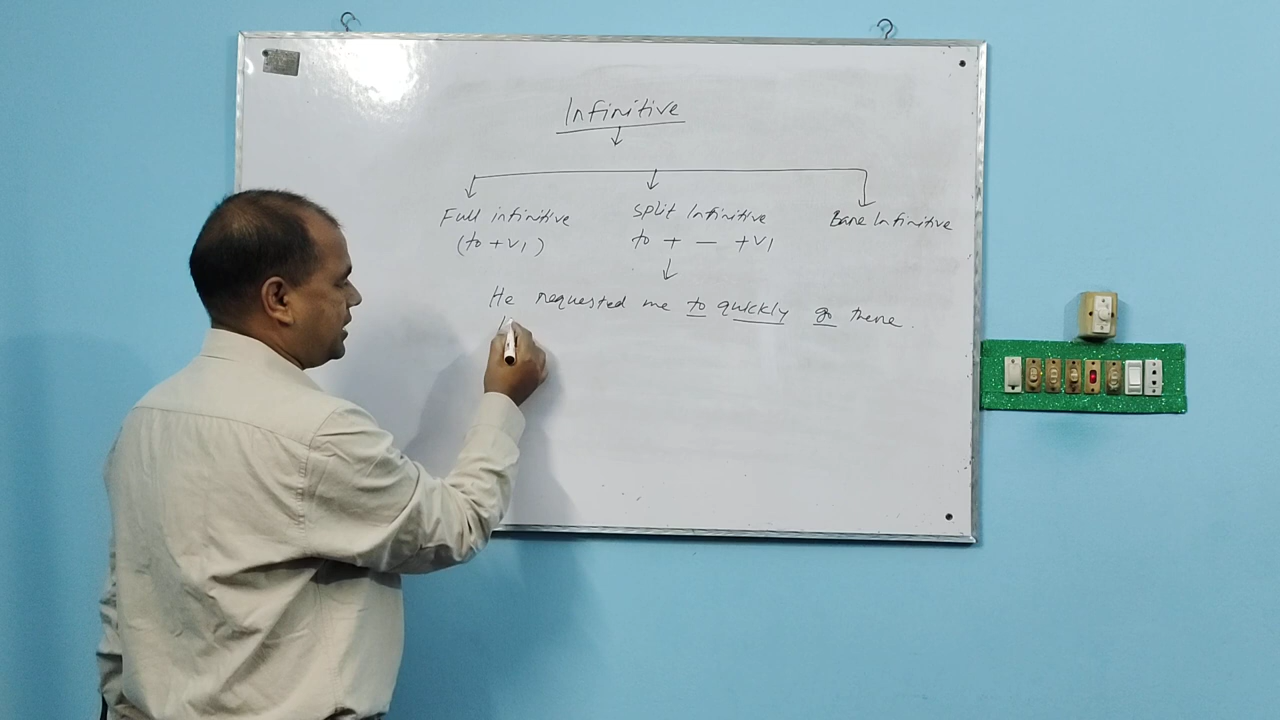 Infinitive
Full infinitive
split Infinitive
Bare Infinitive
(to + V1)
to + — + V1
He requested me to quickly go there.